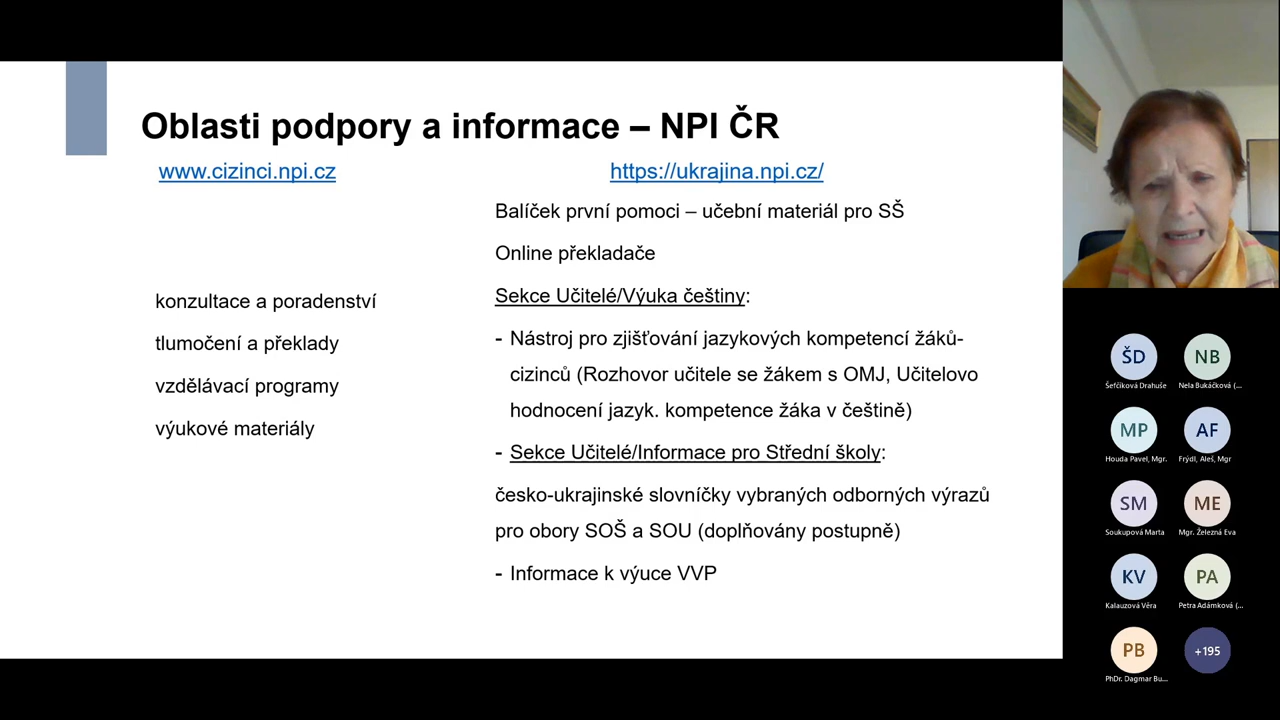 Oblasti podpory a informace – NPI ČR
www.cizinci.npi.cz
https://ukrajina.npi.cz/
konzultace a poradenství
tlumočení a překlady
vzdělávací programy
výukové materiály
Balíček první pomoci – učební materiál pro SŠ
Online překladače
Sekce Učitelé/Výuka češtiny:
- Nástroj pro zjišťování jazykových kompetencí žáků-
cizinců (Rozhovor učitele se žákem s OMJ, Učitelovo
hodnocení jazyk. kompetence žáka v češtině)
- Sekce Učitelé/Informace pro Střední školy:
česko-ukrajinské slovníčky vybraných odborných výrazů
pro obory SOŠ a SOU (doplňovány postupně)
- Informace k výuce VVP
ŠD
NB
Šefčíková Drahuše
Nela Bukáčková (...
MP
AF
Houda Pavel, Mgr.
Frýdl, Aleš, Mgr
SM
ME
Soukupová Marta
Mgr. Železná Eva
KV
PA
Kalauzová Věra
Petra Adámková (...
PB
+195
PhDr. Dagmar Bu...